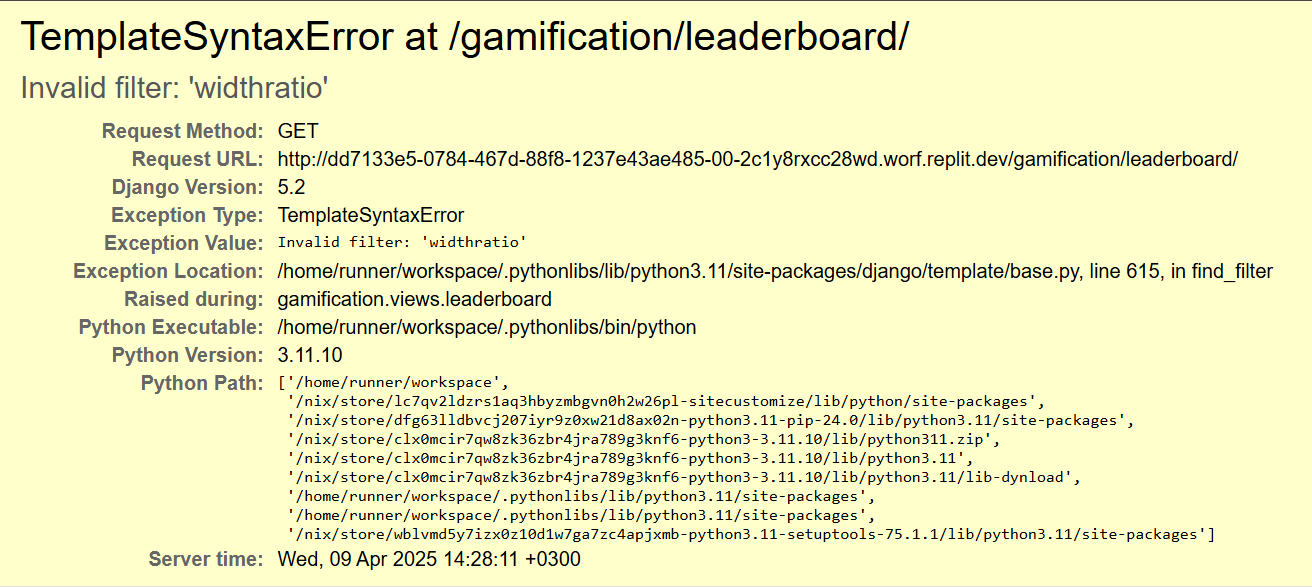 TemplateSyntaxError at /gamification/leaderboard/
Invalid filter: 'widthratio'
Request Method: GET
Request URL: http://dd7133e5-0784-467d-88f8-1237e43ae485-00-2c1y8rxcc28wd.worf.replit.dev/gamification/leaderboard/
Django Version: 5.2
Exception Type: TemplateSyntaxError
Exception Value: Invalid filter: 'widthratio'
Exception Location: /home/runner/workspace/.pythonlibs/lib/python3.11/site-packages/django/template/base.py, line 615, in find_filter
Raised during: gamification.views.leaderboard
Python Executable: /home/runner/workspace/.pythonlibs/bin/python
Python Version: 3.11.10
Python Path: ['/home/runner/workspace',
'/nix/store/lc7qv2ldzrs1aq3hbyzmbgvn0h2w26pl-sitecustomize/lib/python/site-packages',
'/nix/store/dfg63lldbvcj207iyr9z0xw21d8ax02n-python3.11-pip-24.0/lib/python3.11/site-packages',
'/nix/store/clx0mcir7qw8zk36zbr4jra789g3knf6-python3-3.11.10/lib/python311.zip',
'/nix/store/clx0mcir7qw8zk36zbr4jra789g3knf6-python3-3.11.10/lib/python3.11',
'/nix/store/clx0mcir7qw8zk36zbr4jra789g3knf6-python3-3.11.10/lib/python3.11/lib-dynload',
'/home/runner/workspace/.pythonlibs/lib/python3.11/site-packages',
'/home/runner/workspace/.pythonlibs/lib/python3.11/site-packages',
'/nix/store/wblvmd5y7izx0z10d1w7ga7zc4apjxmb-python3.11-setuptools-75.1.1/lib/python3.11/site-packages']
Server time: Wed, 09 Apr 2025 14:28:11 +0300